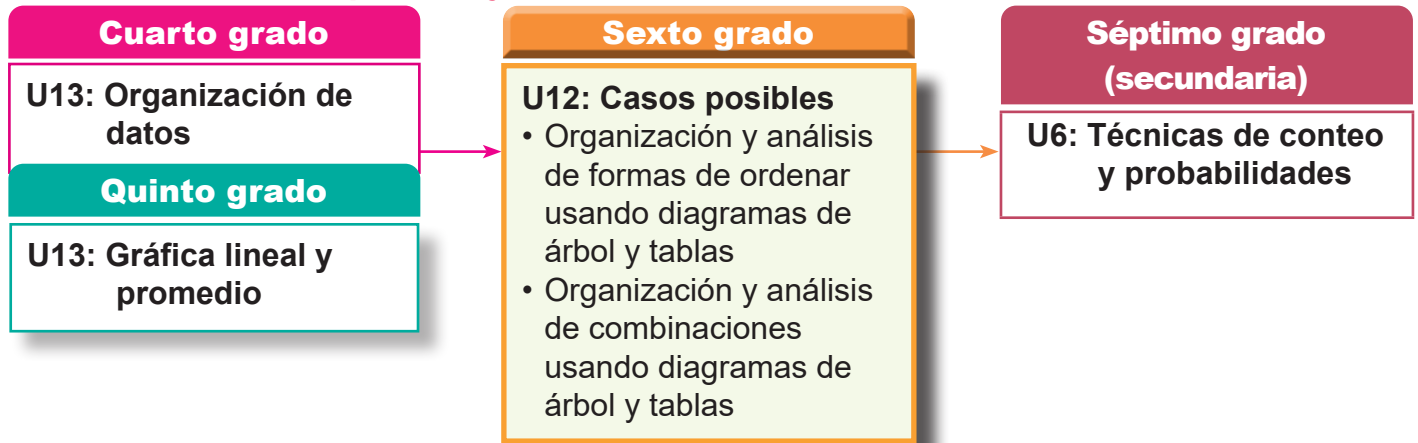 Cuarto grado
U13: Organización de
datos
Quinto grado
U13: Gráfica lineal y
promedio
Sexto grado
U12: Casos posibles
• Organización y análisis
de formas de ordenar
usando diagramas de
árbol y tablas
• Organización y análisis
de combinaciones
usando diagramas de
árbol y tablas
Séptimo grado
(secundaria)
U6: Técnicas de conteo
y probabilidades